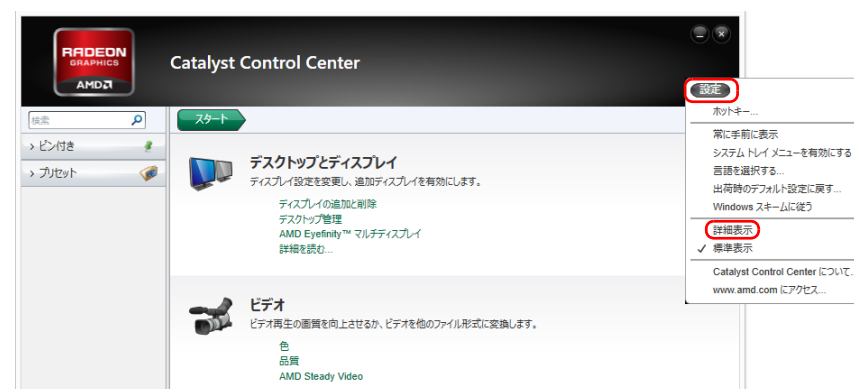 RADEON
GRAPHICS
AMD
Catalyst Control Center
設定
ホットキー...
常に手前に表示
システム トレイ メニューを有効にする
言語を選択する...
出荷時のデフォルト設定に戻す...
Windows スキームに従う
詳細表示
✓ 標準表示
Catalyst Control Center について...
www.amd.com にアクセス...
検索
スタート
› ピン付き
› プリセット
デスクトップとディスプレイ
ディスプレイ設定を変更し、追加ディスプレイを有効にします。
ディスプレイの追加と削除
デスクトップ管理
AMD Eyefinity™ マルチディスプレイ
詳細を読む...
ビデオ
ビデオ再生の画質を向上させるか、ビデオを他のファイル形式に変換します。
色
品質
AMD Steady Video